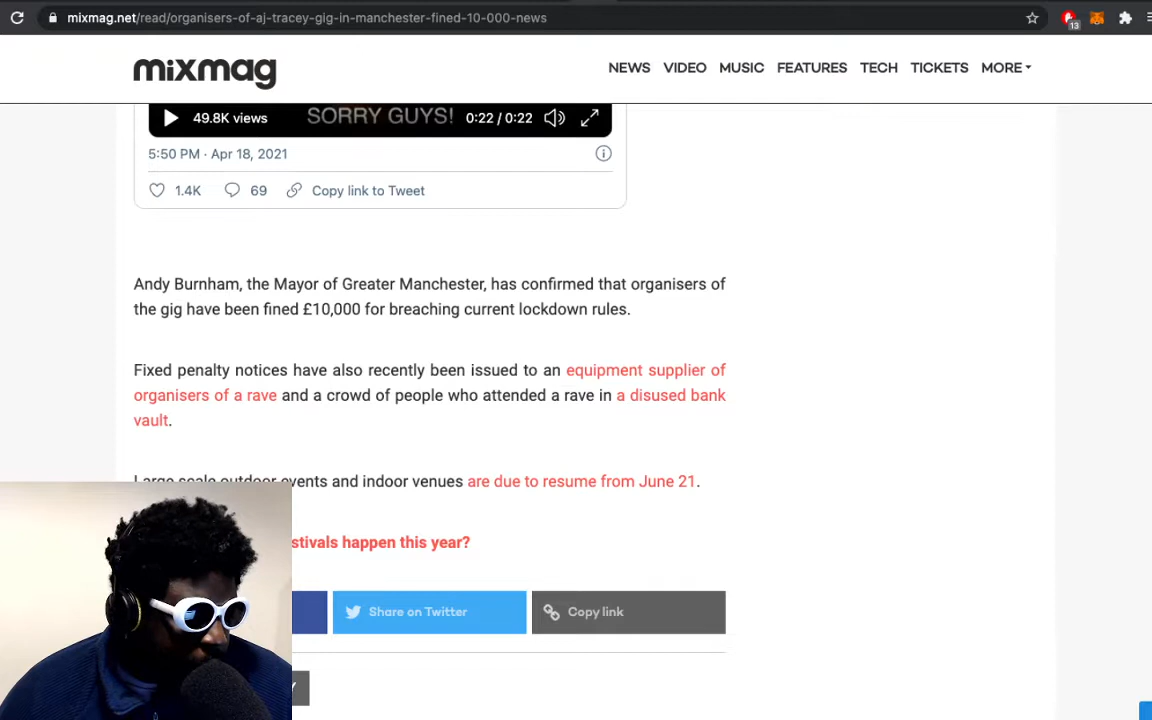 mixmag.net/read/organisers-of-aj-tracey-gig-in-manchester-fined-10-000-news
13
mixmag
NEWS VIDEO MUSIC FEATURES TECH TICKETS MORE
49.8K views SORRY GUYS! 0:22 / 0:22
5:50 PM · Apr 18, 2021
1.4K 69 Copy link to Tweet
Andy Burnham, the Mayor of Greater Manchester, has confirmed that organisers of
the gig have been fined £10,000 for breaching current lockdown rules.
Fixed penalty notices have also recently been issued to an equipment supplier of
organisers of a rave and a crowd of people who attended a rave in a disused bank
vault.
Large scale outdoor events and indoor venues are due to resume from June 21.
happen this year?
Share on Twitter Copy link